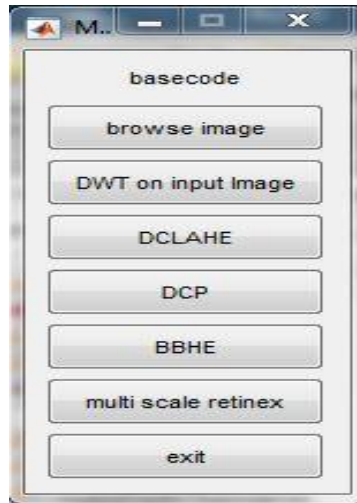 M..
basecode
browse image
DWT on input Image
DCLAHE
DCP
BBHE
multi scale retinex
exit